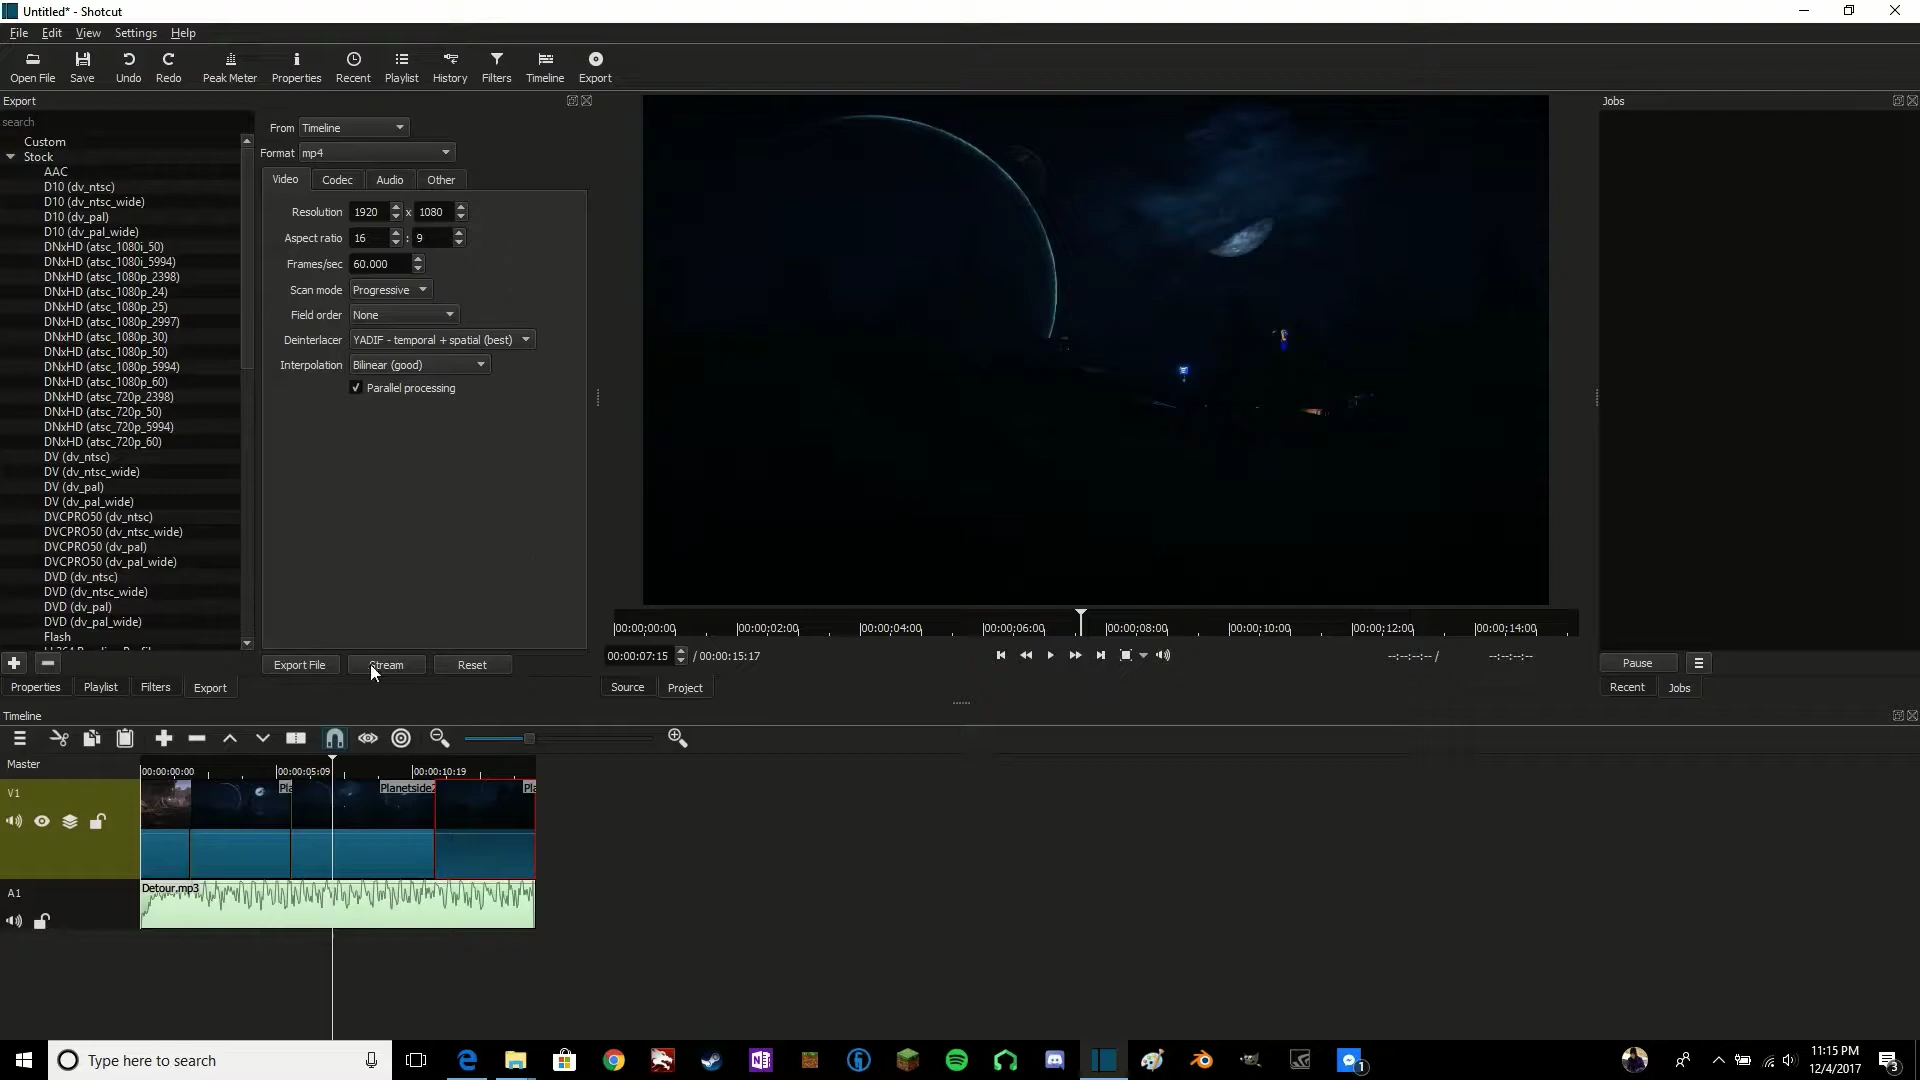 Untitled* - Shotcut
File Edit View Settings Help
Open File Save Undo Redo Peak Meter Properties Recent Playlist History Filters Timeline Export
Export
search
Custom
Stock
AAC
D10 (dv_ntsc)
D10 (dv_ntsc_wide)
D10 (dv_pal)
D10 (dv_pal_wide)
DNxHD (atsc_1080i_50)
DNxHD (atsc_1080i_5994)
DNxHD (atsc_1080p_2398)
DNxHD (atsc_1080p_24)
DNxHD (atsc_1080p_25)
DNxHD (atsc_1080p_2997)
DNxHD (atsc_1080p_30)
DNxHD (atsc_1080p_50)
DNxHD (atsc_1080p_5994)
DNxHD (atsc_1080p_60)
DNxHD (atsc_720p_2398)
DNxHD (atsc_720p_50)
DNxHD (atsc_720p_5994)
DNxHD (atsc_720p_60)
DV (dv_ntsc)
DV (dv_ntsc_wide)
DV (dv_pal)
DV (dv_pal_wide)
DVCPRO50 (dv_ntsc)
DVCPRO50 (dv_ntsc_wide)
DVCPRO50 (dv_pal)
DVCPRO50 (dv_pal_wide)
DVD (dv_ntsc)
DVD (dv_ntsc_wide)
DVD (dv_pal)
DVD (dv_pal_wide)
Flash
From Timeline
Format mp4
Video Codec Audio Other
Resolution 1920 x 1080
Aspect ratio 16 : 9
Frames/sec 60.000
Scan mode Progressive
Field order None
Deinterlacer YADIF - temporal + spatial (best)
Interpolation Bilinear (good)
Parallel processing
Export File Stream Reset
Properties Playlist Filters Export
00:00:00:00 00:00:02:00 00:00:04:00 00:00:06:00 00:00:08:00 00:00:10:00 00:00:12:00 00:00:14:00
00:00:07:15 / 00:00:15:17 --:--:--:-- / --:--:--:--
Source Project
Jobs
Pause
Recent Jobs
Timeline
Master
00:00:00:00 00:00:05:09 00:00:10:19
V1
Pla Planetside2 Pla
A1
Detour.mp3
Type here to search
1
11:15 PM
12/4/2017
3